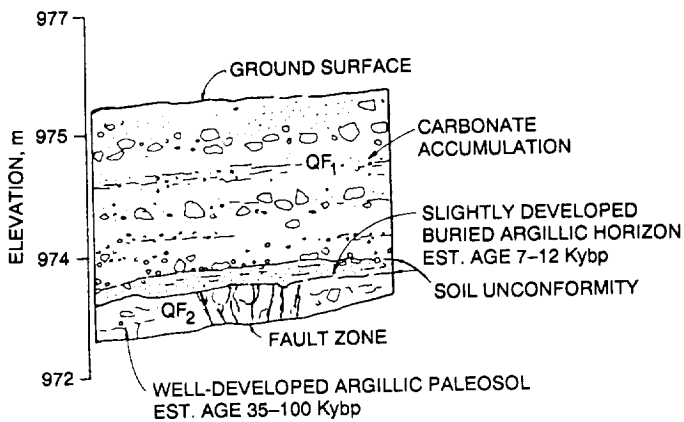 977
GROUND SURFACE
975
CARBONATE
ACCUMULATION
QF1
ELEVATION, m
SLIGHTLY DEVELOPED
BURIED ARGILLIC HORIZON
EST. AGE 7–12 Kybp
974
SOIL UNCONFORMITY
QF2
FAULT ZONE
972
WELL-DEVELOPED ARGILLIC PALEOSOL
EST. AGE 35–100 Kybp